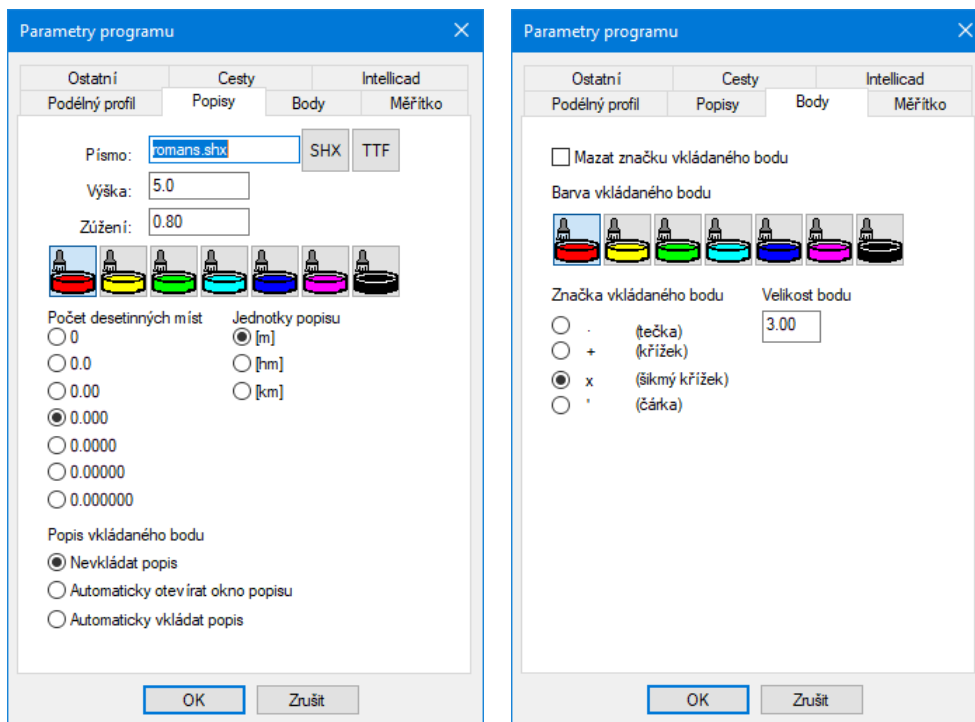 Parametry programu
Ostatní Cesty Intellicad
Podélný profil Popisy Body Měřítko
Písmo: romans.shx SHX TTF
Výška: 5.0
Zúžení: 0.80
Počet desetinných míst Jednotky popisu
0 [m]
0.0 [hm]
0.00 [km]
0.000
0.0000
0.00000
0.000000
Popis vkládaného bodu
Nevkládat popis
Automaticky otevírat okno popisu
Automaticky vkládat popis
OK Zrušit
Parametry programu
Ostatní Cesty Intellicad
Podélný profil Popisy Body Měřítko
Mazat značku vkládaného bodu
Barva vkládaného bodu
Značka vkládaného bodu Velikost bodu
. (tečka) 3.00
+ (křížek)
x (šikmý křížek)
' (čárka)
OK Zrušit